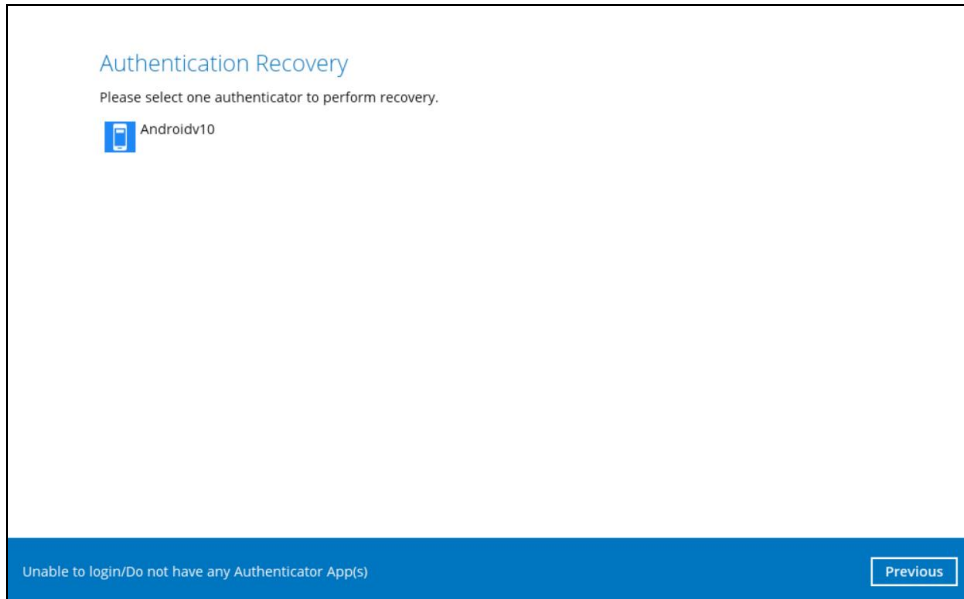 Authentication Recovery
Please select one authenticator to perform recovery.
Androidv10
Unable to login/Do not have any Authenticator App(s)
Previous